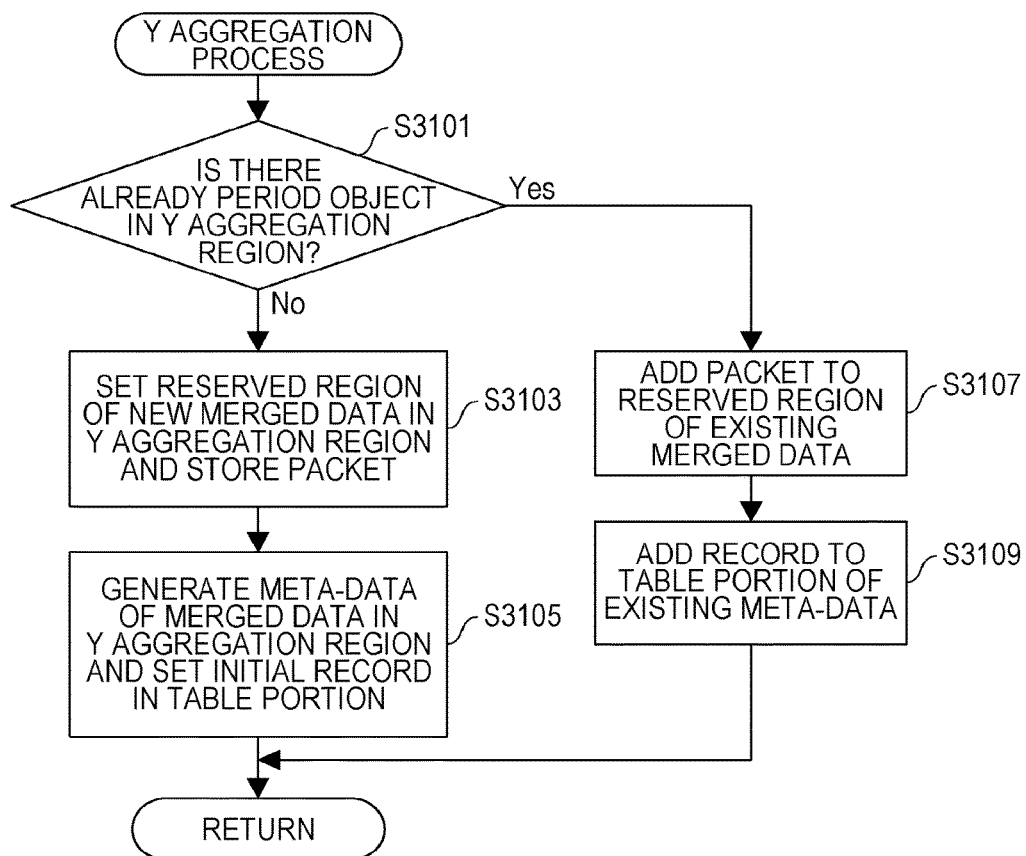 Y AGGREGATION
PROCESS
S3101
IS THERE
ALREADY PERIOD OBJECT
IN Y AGGREGATION
REGION?
Yes
No
SET RESERVED REGION
OF NEW MERGED DATA IN
Y AGGREGATION REGION
AND STORE PACKET
S3103
ADD PACKET TO
RESERVED REGION
OF EXISTING
MERGED DATA
S3107
GENERATE META-DATA
OF MERGED DATA IN
Y AGGREGATION REGION
AND SET INITIAL RECORD
IN TABLE PORTION
S3105
ADD RECORD TO
TABLE PORTION OF
EXISTING META-DATA
S3109
RETURN